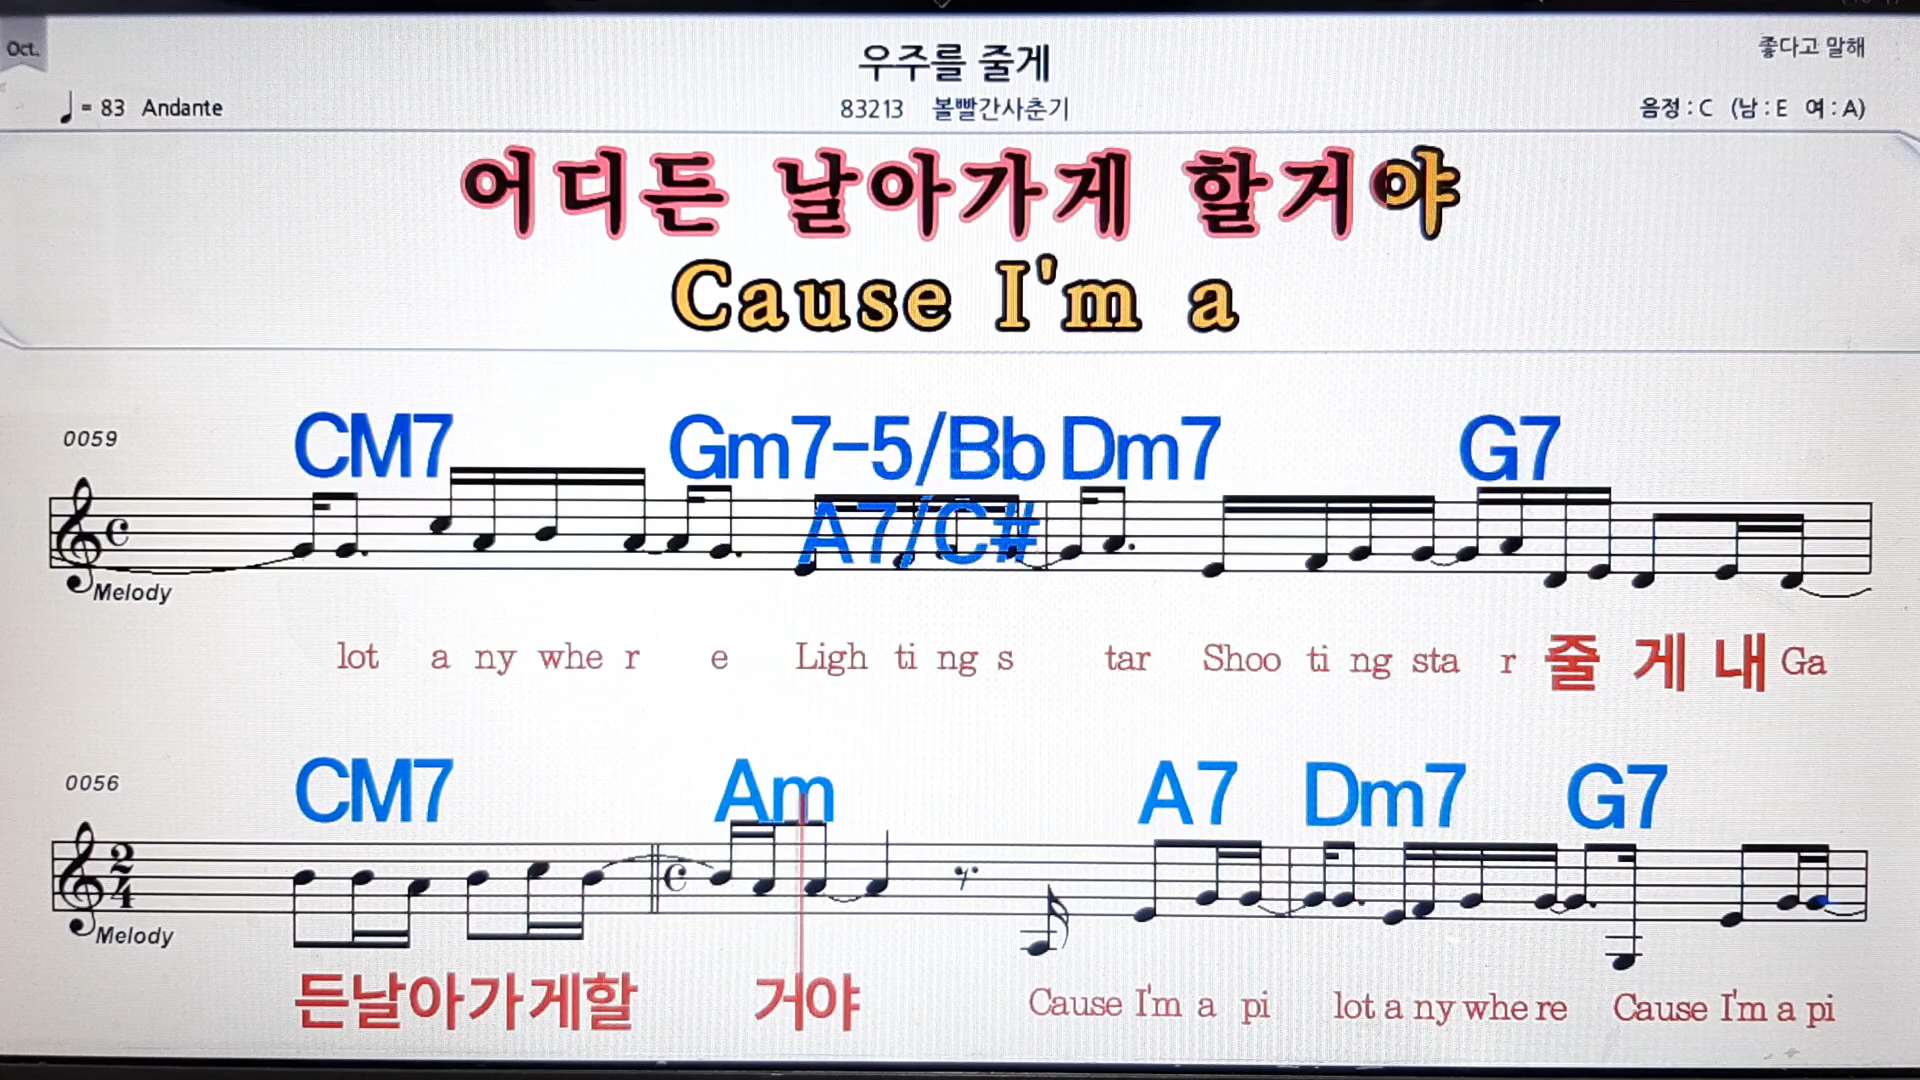 Oct.
우주를 줄게
좋다고 말해
♩= 83 Andante
83213 볼빨간사춘기
음정 : C (남 : E 여 : A)
어디든 날아가게 할거야
Cause I'm a
CM7 Gm7-5/Bb Dm7 G7
0059
A7/C#
Melody
lot a ny whe r e Ligh ti ng s tar Shoo ti ng sta r 줄 게 내 Ga
CM7 Am A7 Dm7 G7
0056
2
4
Melody
든날아가게할 거야 Cause I'm a pi lot a ny whe re Cause I'm a pi